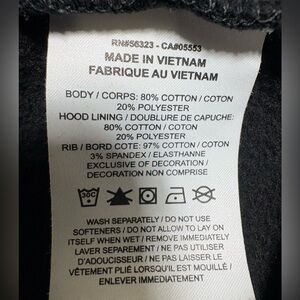 RN#56323 - CA#05553
MADE IN VIETNAM
FABRIQUE AU VIETNAM
BODY / CORPS: 80% COTTON / COTON
20% POLYESTER
HOOD LINING / DOUBLURE DE CAPUCHE:
80% COTTON / COTON
20% POLYESTER
RIB / BORD COTE: 97% COTTON / COTON
3% SPANDEX / ELASTHANNE
EXCLUSIVE OF DECORATION /
DECORATION NON COMPRISE
30C
WASH SEPARATELY / DO NOT USE
SOFTENERS / DO NOT ALLOW TO LAY ON
ITSELF WHEN WET / REMOVE IMMEDIATELY
LAVER SEPAREMENT / NE PAS UTILISER
D'ADOUCISSEUR / NE PAS LAISSER LE
VÊTEMENT PLIÉ LORSQU'IL EST MOUILLÉ /
ENLEVER IMMEDIATEMENT